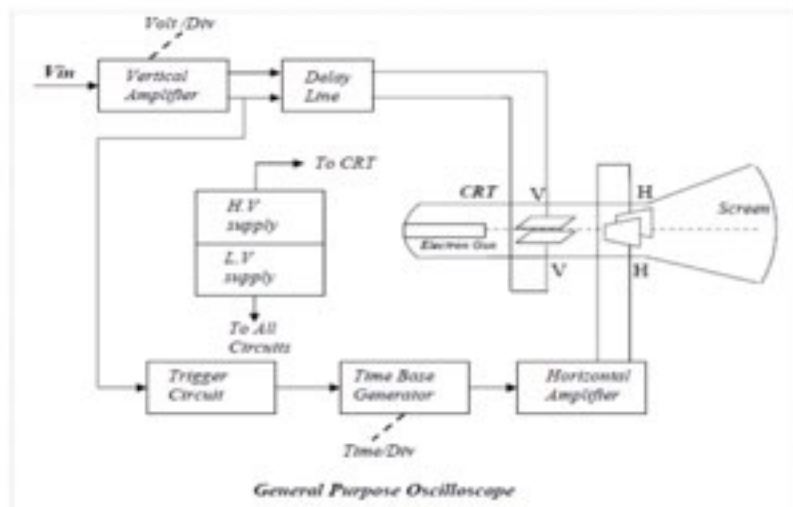 Volt /Div
Vin
Vertical
Amplifier
Delay
Line
To CRT
H.V
supply
L.V
supply
To All
Circuitts
CRT
V
H
Screen
Electron Gun
V
H
Trigger
Circuit
Time Base
Generator
Horizontal
Amplifier
Time/Div
General Purpose Oscilloscope